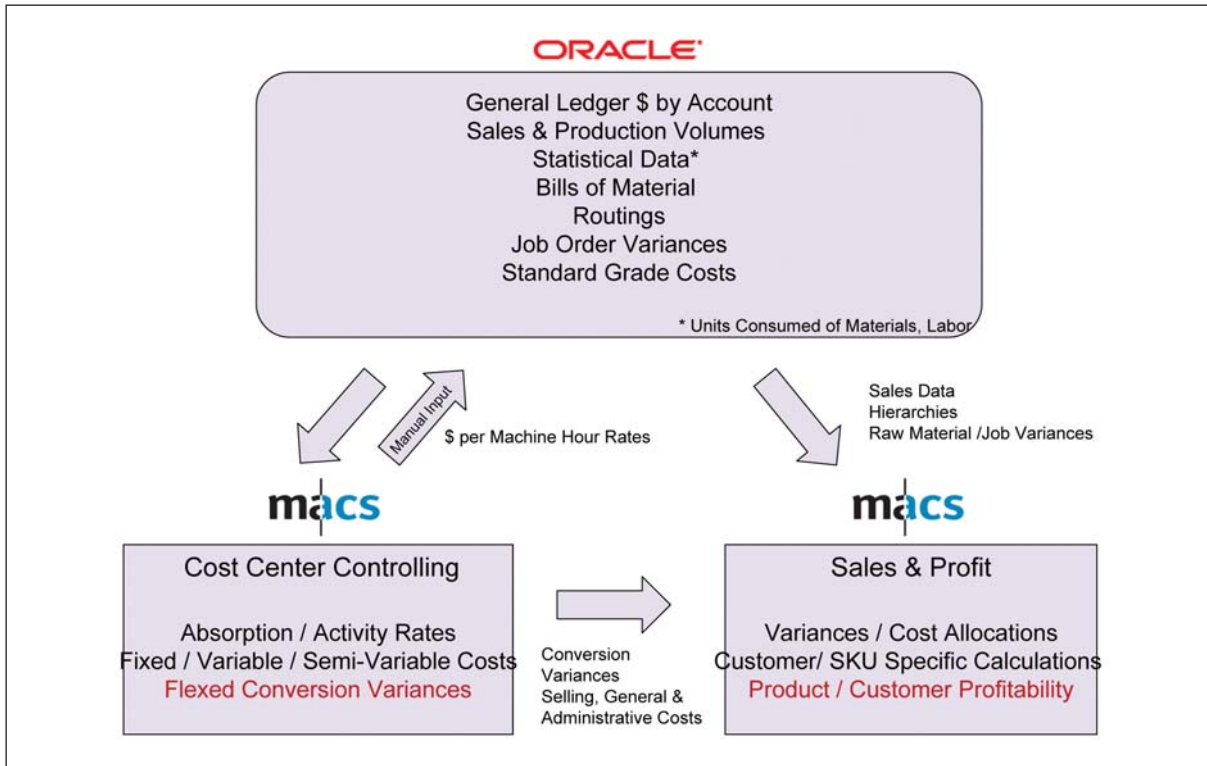 ORACLE
General Ledger $ by Account
Sales & Production Volumes
Statistical Data*
Bills of Material
Routings
Job Order Variances
Standard Grade Costs
* Units Consumed of Materials, Labor
Manual Input
$ per Machine Hour Rates
Sales Data
Hierarchies
Raw Material /Job Variances
macs
Cost Center Controlling
Absorption / Activity Rates
Fixed / Variable / Semi-Variable Costs
Flexed Conversion Variances
Conversion
Variances
Selling, General &
Administrative Costs
macs
Sales & Profit
Variances / Cost Allocations
Customer/ SKU Specific Calculations
Product / Customer Profitability